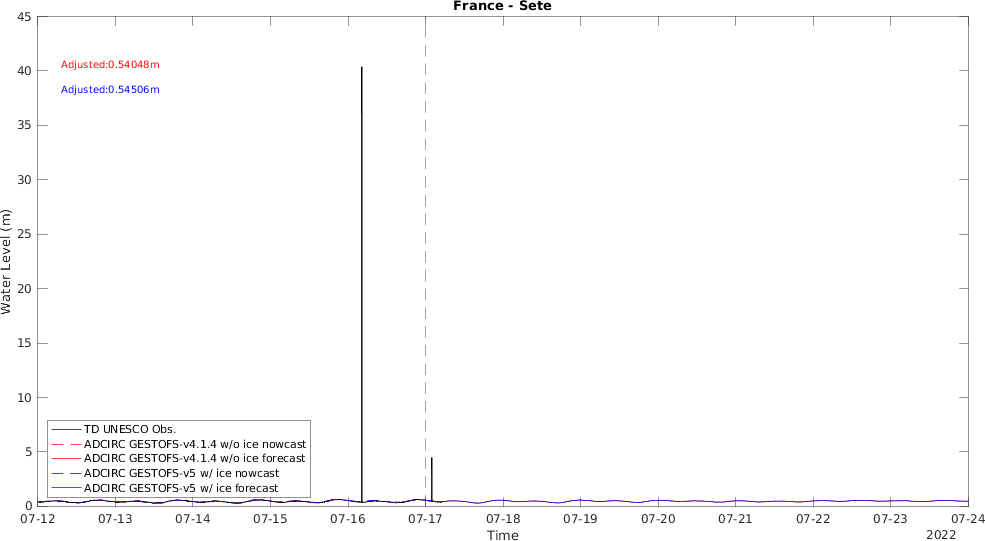 France - Sete
45
40
35
30
25
20
15
10
5
0
Water Level (m)
Adjusted:0.54048m
Adjusted:0.54506m
TD UNESCO Obs.
ADCIRC GESTOFS-v4.1.4 w/o ice nowcast
ADCIRC GESTOFS-v4.1.4 w/o ice forecast
ADCIRC GESTOFS-v5 w/ ice nowcast
ADCIRC GESTOFS-v5 w/ ice forecast
07-12 07-13 07-14 07-15 07-16 07-17 07-18 07-19 07-20 07-21 07-22 07-23 07-24
Time
2022